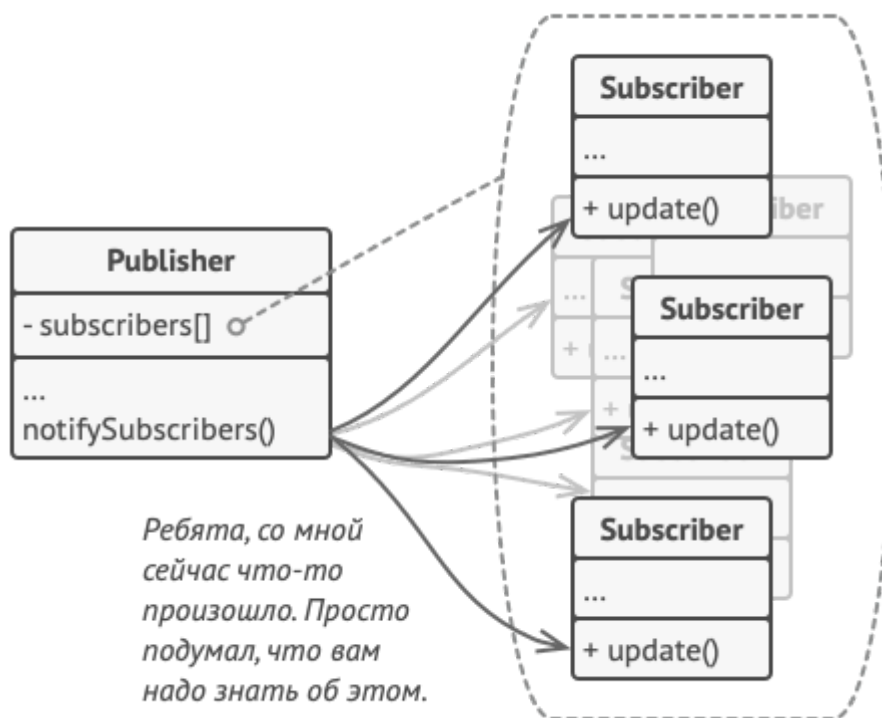 Subscriber
...
+ update()
Publisher
- subscribers[]
...
notifySubscribers()
Subscriber
...
+ update()
Ребята, со мной
сейчас что-то
произошло. Просто
подумал, что вам
надо знать об этом.
Subscriber
...
+ update()